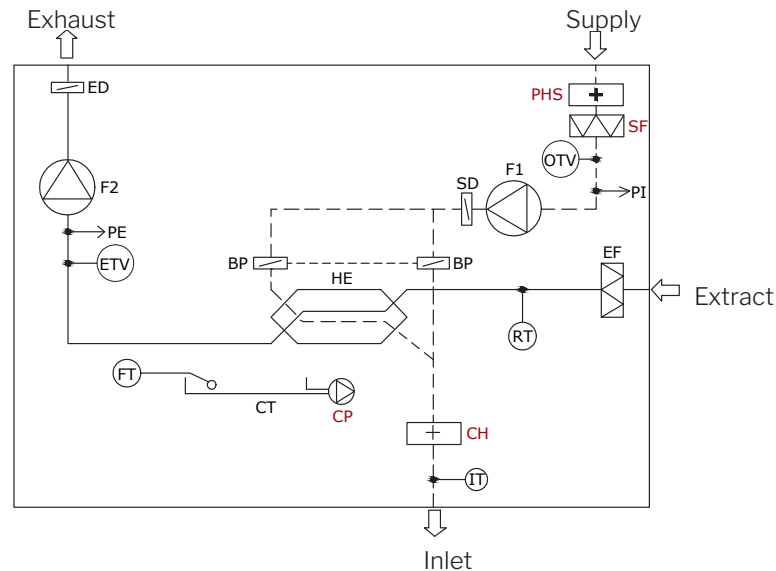 Exhaust
Supply
ED
PHS
SF
OTV
F1
SD
PI
F2
PE
ETV
BP
BP
HE
EF
Extract
RT
FT
CT
CP
CH
IT
Inlet